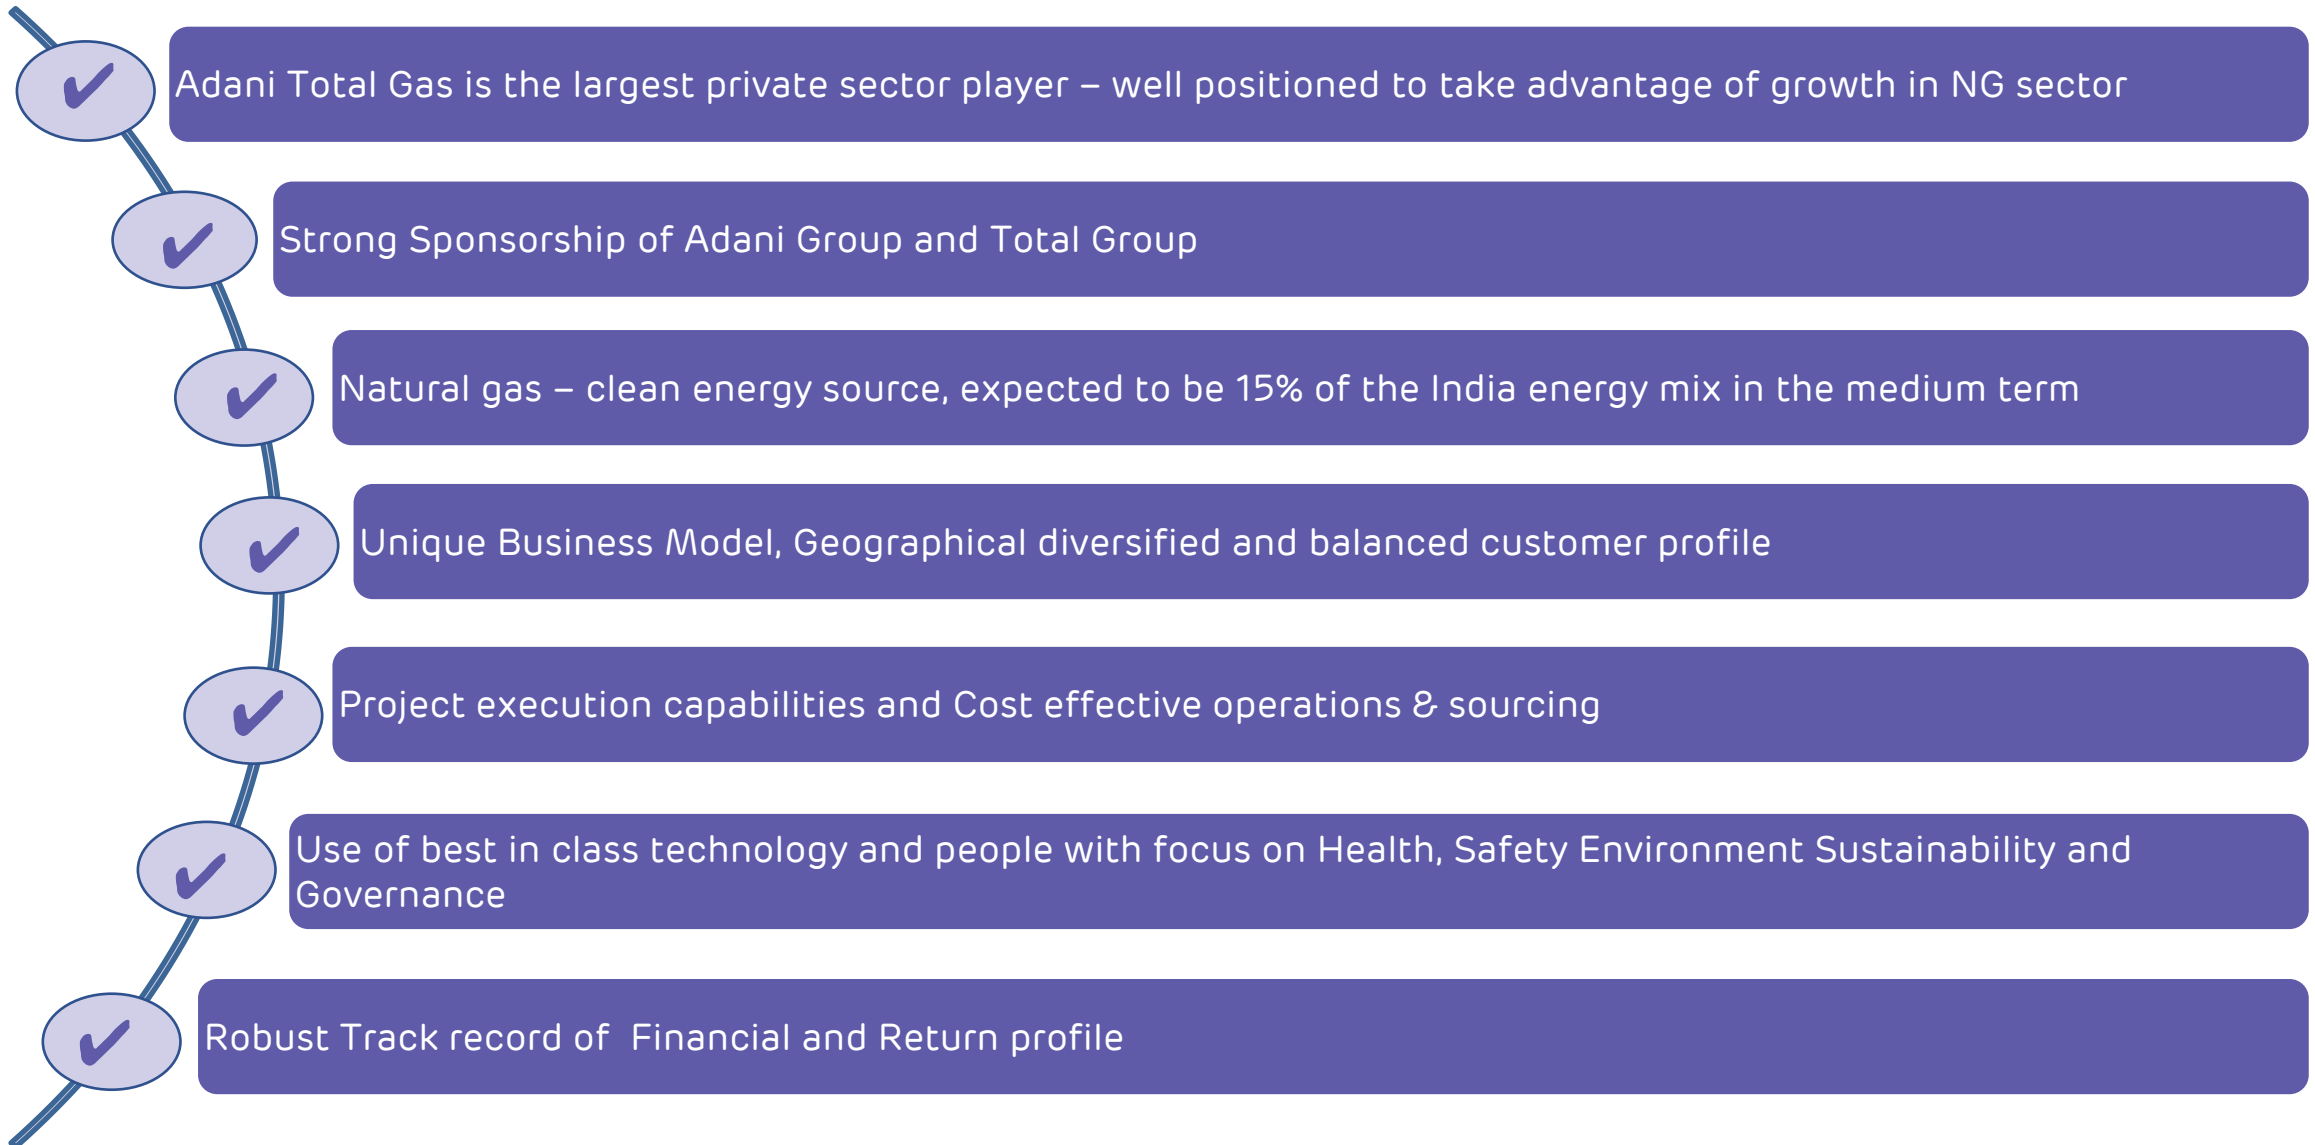 Adani Total Gas is the largest private sector player – well positioned to take advantage of growth in NG sector
Strong Sponsorship of Adani Group and Total Group
Natural gas – clean energy source, expected to be 15% of the India energy mix in the medium term
Unique Business Model, Geographical diversified and balanced customer profile
Project execution capabilities and Cost effective operations & sourcing
Use of best in class technology and people with focus on Health, Safety Environment Sustainability and
Governance
Robust Track record of  Financial and Return profile